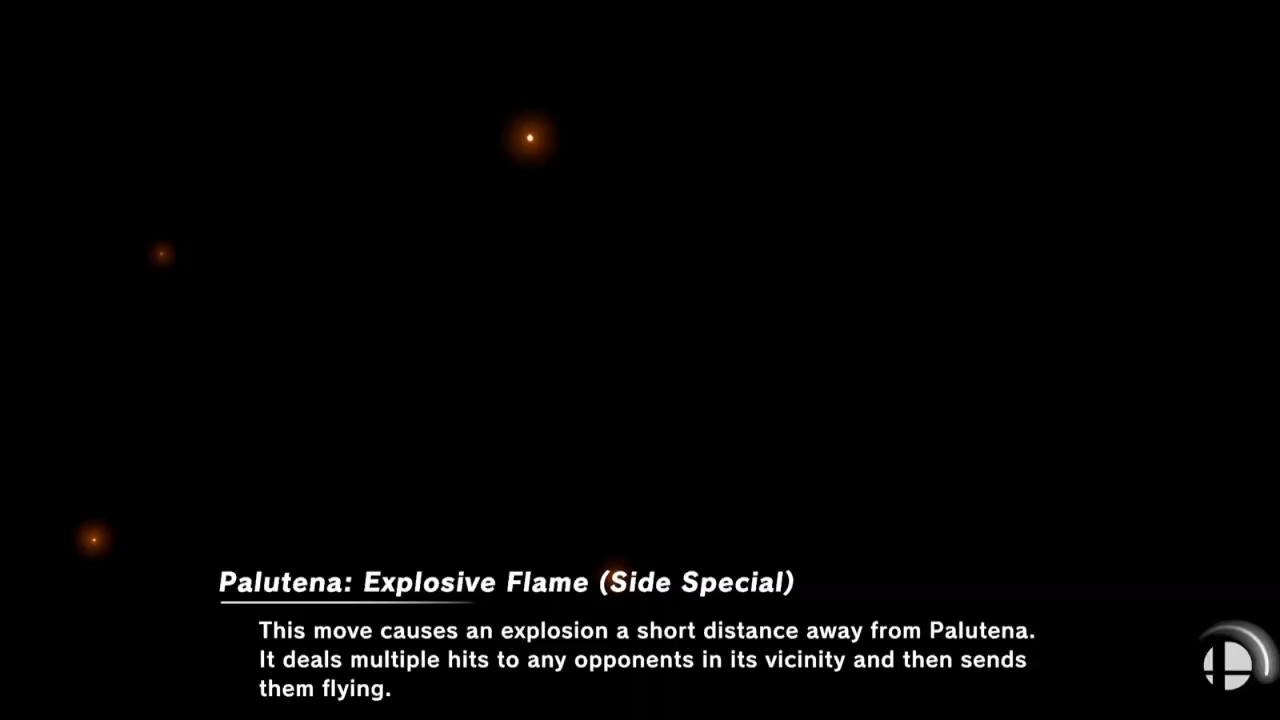 Palutena: Explosive Flame (Side Special)
This move causes an explosion a short distance away from Palutena.
It deals multiple hits to any opponents in its vicinity and then sends
them flying.